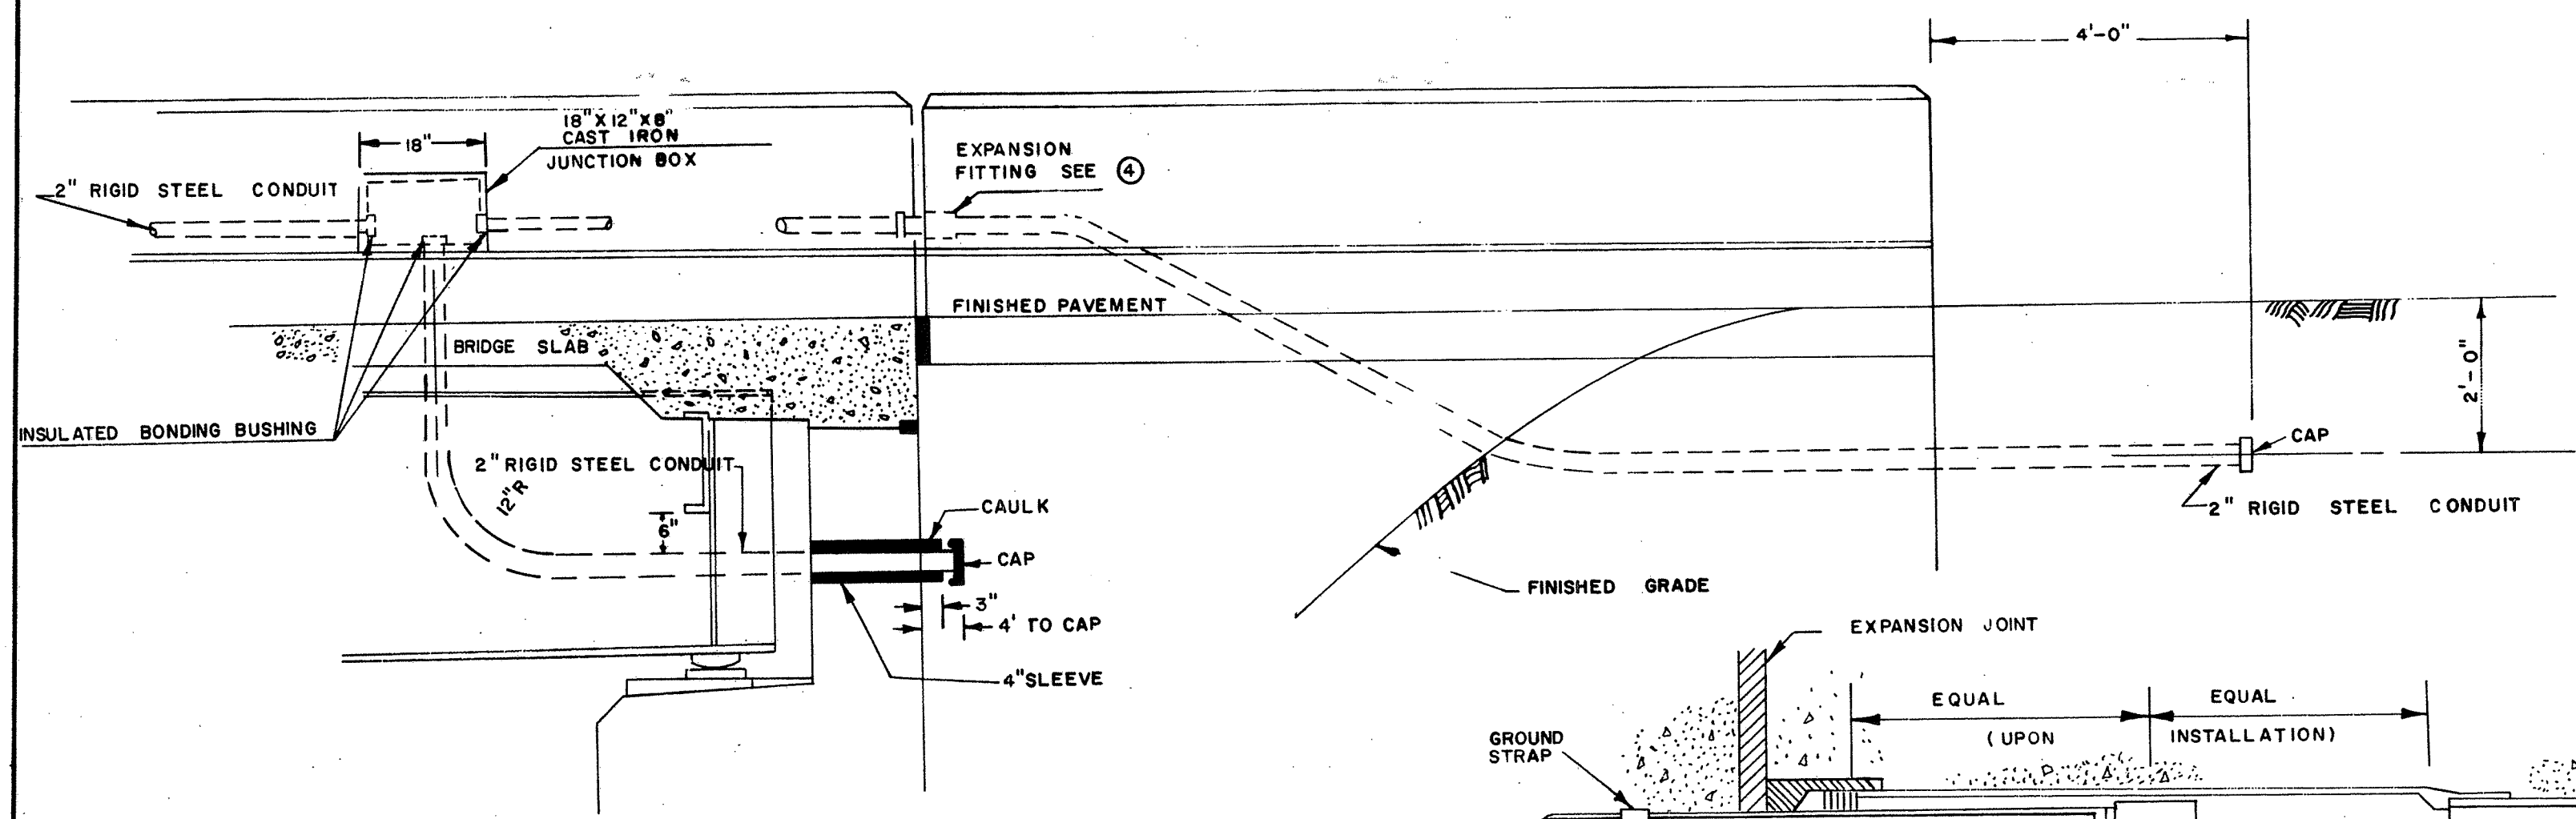 4'-0"
18"X12"X8"
CAST IRON
JUNCTION BOX
18"
EXPANSION
FITTING SEE ④
2" RIGID STEEL CONDUIT
FINISHED PAVEMENT
BRIDGE SLAB
2'-0"
INSULATED BONDING BUSHING
CAP
2" RIGID STEEL CONDUIT
12"R
2" RIGID STEEL CONDUIT
CAULK
6"
CAP
FINISHED GRADE
3"
4' TO CAP
EXPANSION JOINT
4" SLEEVE
EQUAL EQUAL
(UPON INSTALLATION)
GROUND
STRAP